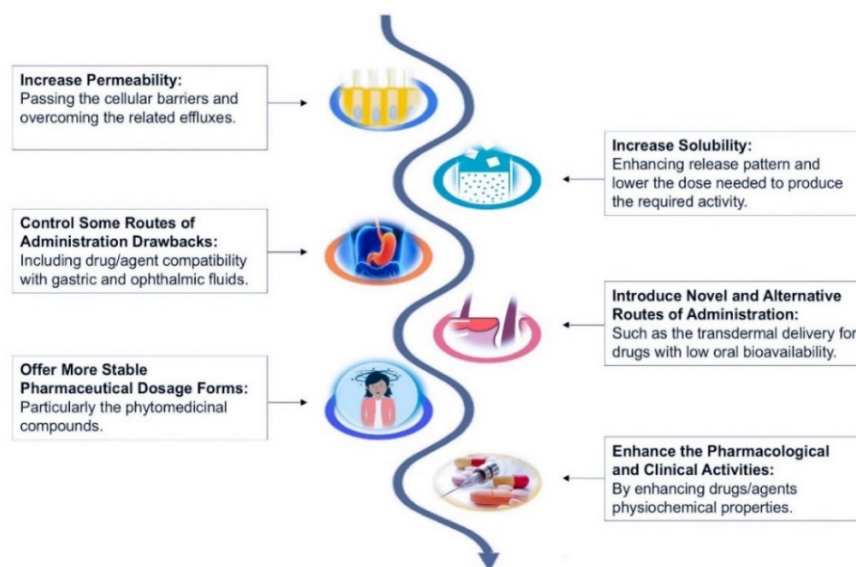 Increase Permeability:
Passing the cellular barriers and
overcoming the related effluxes.
Increase Solubility:
Enhancing release pattern and
lower the dose needed to produce
the required activity.
Control Some Routes of
Administration Drawbacks:
Including drug/agent compatibility
with gastric and ophthalmic fluids.
Introduce Novel and Alternative
Routes of Administration:
Such as the transdermal delivery for
drugs with low oral bioavailability.
Offer More Stable
Pharmaceutical Dosage Forms:
Particularly the phytomedicinal
compounds.
Enhance the Pharmacological
and Clinical Activities:
By enhancing drugs/agents
physiochemical properties.